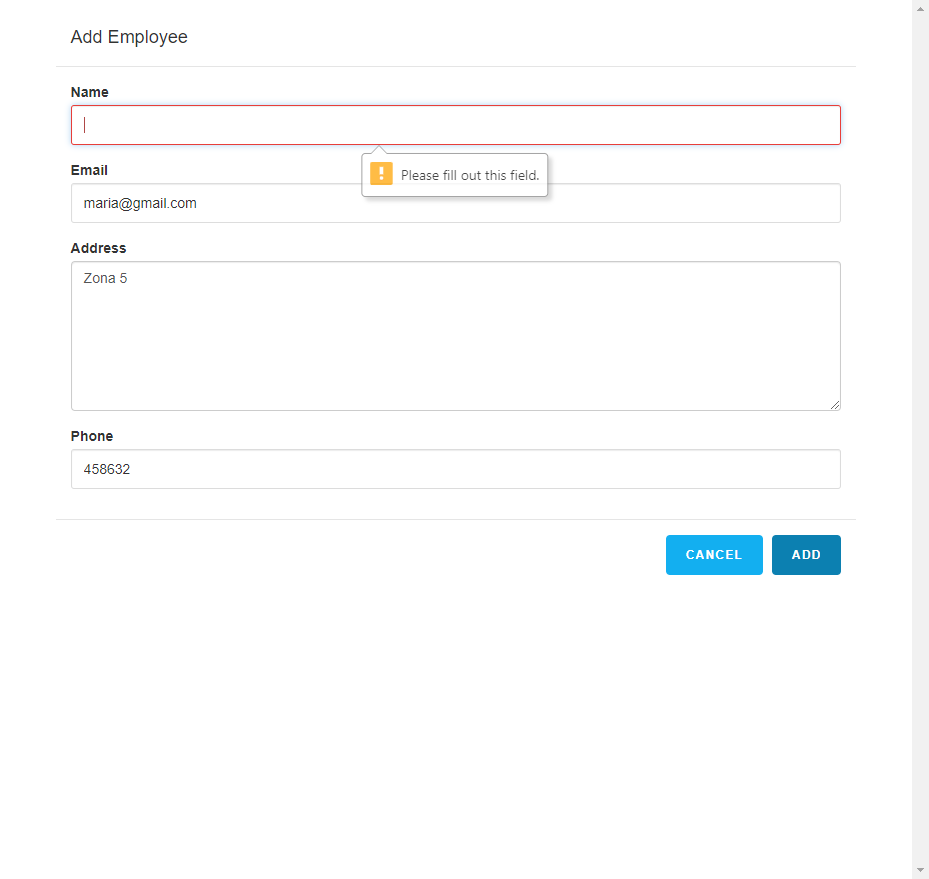 Add Employee
Name
Please fill out this field.
Email
maria@gmail.com
Address
Zona 5
Phone
458632
CANCEL ADD